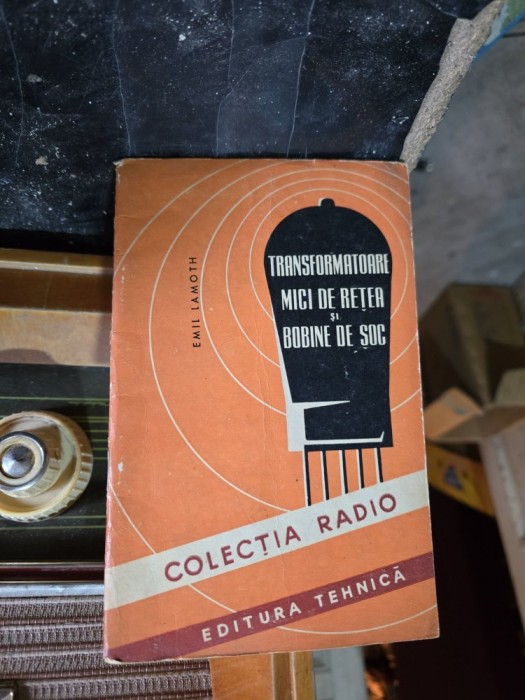 EMIL LAMOTH
TRANSFORMATOARE
MICI DE REȚEA
ȘI
BOBINE DE ȘOC
COLECȚIA RADIO
EDITURA TEHNICĂ